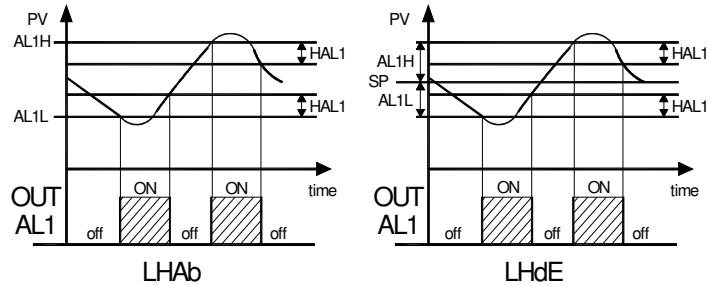 PV
AL1H
HAL1
HAL1
AL1L
ON
ON
time
OUT
AL1
off
off
off
LHAb
PV
AL1H
HAL1
SP
AL1L
HAL1
ON
ON
time
OUT
AL1
off
off
off
LHdE